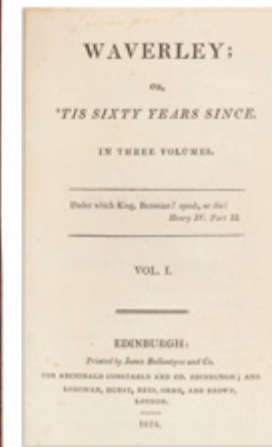 WAVERLEY;
OR,
'TIS SIXTY YEARS SINCE.
IN THREE VOLUMES.
Under which King, Bezonian? speak, or die!
Henry IV. Part II.
VOL. I.
EDINBURGH:
Printed by James Ballantyne and Co.
FOR ARCHIBALD CONSTABLE AND CO. EDINBURGH; AND
LONGMAN, HURST, REES, ORME, AND BROWN,
LONDON.
1814.